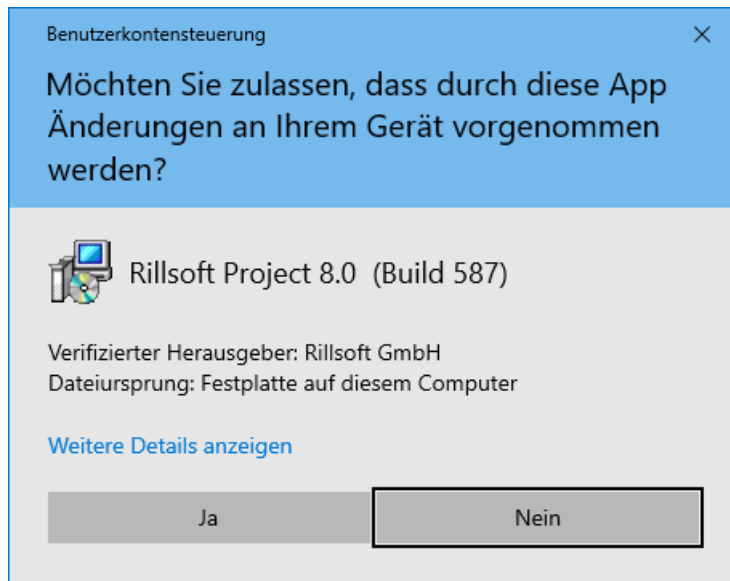 Benutzerkontensteuerung
Möchten Sie zulassen, dass durch diese App
Änderungen an Ihrem Gerät vorgenommen
werden?
Rillsoft Project 8.0 (Build 587)
Verifizierter Herausgeber: Rillsoft GmbH
Dateiursprung: Festplatte auf diesem Computer
Weitere Details anzeigen
Ja Nein